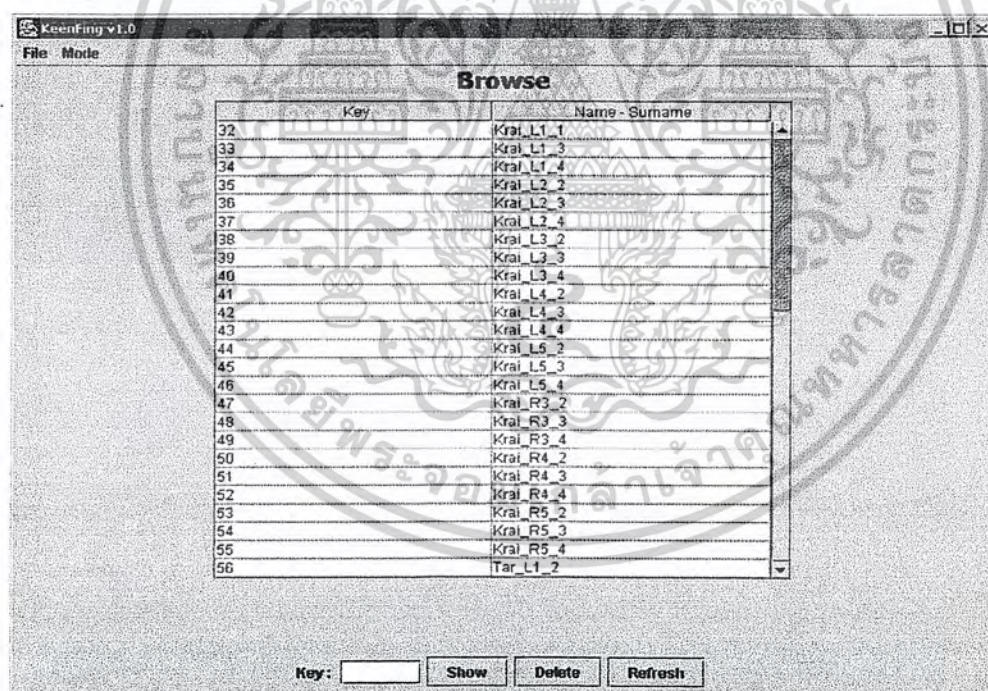 KeenFing v1.0
File Mode
Browse
Key Name - Surname
32 Krai_L1_1
33 Krai_L1_3
34 Krai_L1_4
35 Krai_L2_2
36 Krai_L2_3
37 Krai_L2_4
38 Krai_L3_2
39 Krai_L3_3
40 Krai_L3_4
41 Krai_L4_2
42 Krai_L4_3
43 Krai_L4_4
44 Krai_L5_2
45 Krai_L5_3
46 Krai_L5_4
47 Krai_R3_2
48 Krai_R3_3
49 Krai_R3_4
50 Krai_R4_2
51 Krai_R4_3
52 Krai_R4_4
53 Krai_R5_2
54 Krai_R5_3
55 Krai_R5_4
56 Tar_L1_2
Key: Show Delete Refresh